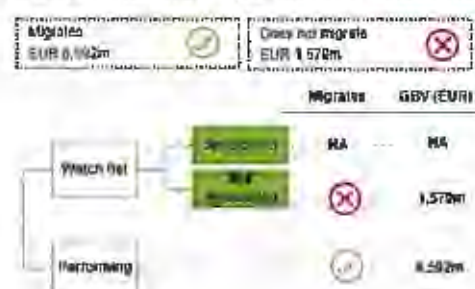 Migrates
EUR 6,592m
Does not migrate
EUR 1,570m
Migrates GBV (EUR)
NA NA
Watch list
1,570m
Performing
6,592m